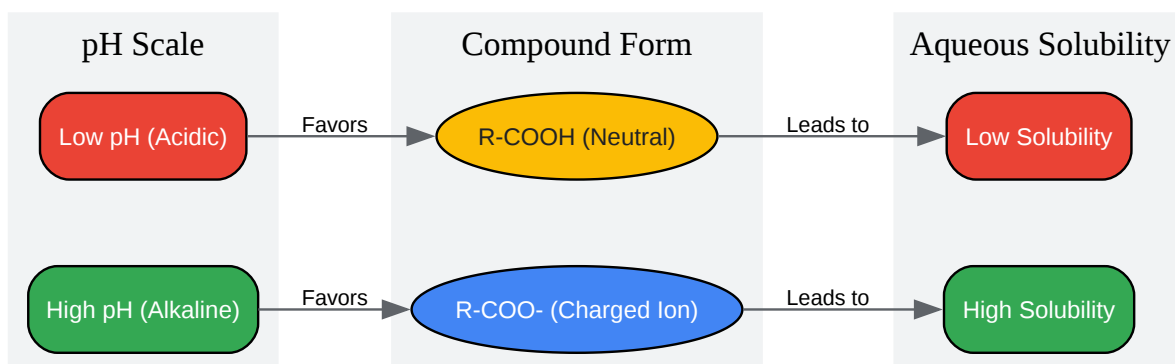 pH Scale
Compound Form
Aqueous Solubility
Low pH (Acidic)
Favors
R-COOH (Neutral)
Leads to
Low Solubility
High pH (Alkaline)
Favors
R-COO- (Charged Ion)
Leads to
High Solubility